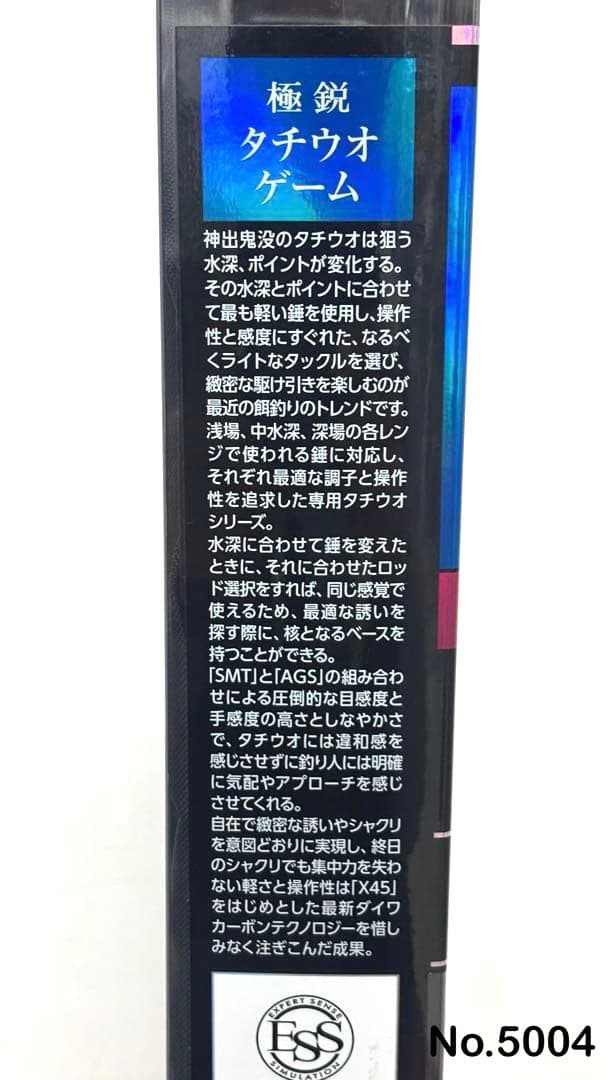 極鋭
タチウオ
ゲーム
神出鬼没のタチウオは狙う
水深、ポイントが変化する。
その水深とポイントに合わせ
て最も軽い錘を使用し、操作
性と感度にすぐれた、なるべ
くライトなタックルを選び、
緻密な駆け引きを楽しむのが
最近の餌釣りのトレンドです。
浅場、中水深、深場の各レン
ジで使われる錘に対応し、
それぞれ最適な調子と操作
性を追求した専用タチウオ
シリーズ。
水深に合わせて錘を変えた
ときに、それに合わせたロッ
ド選択をすれば、同じ感覚で
使えるため、最適な誘いを
探す際に、核となるベースを
持つことができる。
「SMT」と「AGS」の組み合わ
せによる圧倒的な目感度と
手感度の高さとしなやかさ
で、タチウオには違和感を
感じさせずに釣り人には明確
に気配やアプローチを感じ
させてくれる。
自在で緻密な誘いやシャクリ
を意図どおりに実現し、終日
のシャクリでも集中力を失わ
ない軽さと操作性は「X45」
をはじめとした最新ダイワ
カーボンテクノロジーを惜し
みなく注ぎこんだ成果。
EXPERT SENSE
ESS
SIMULATION
No.5004